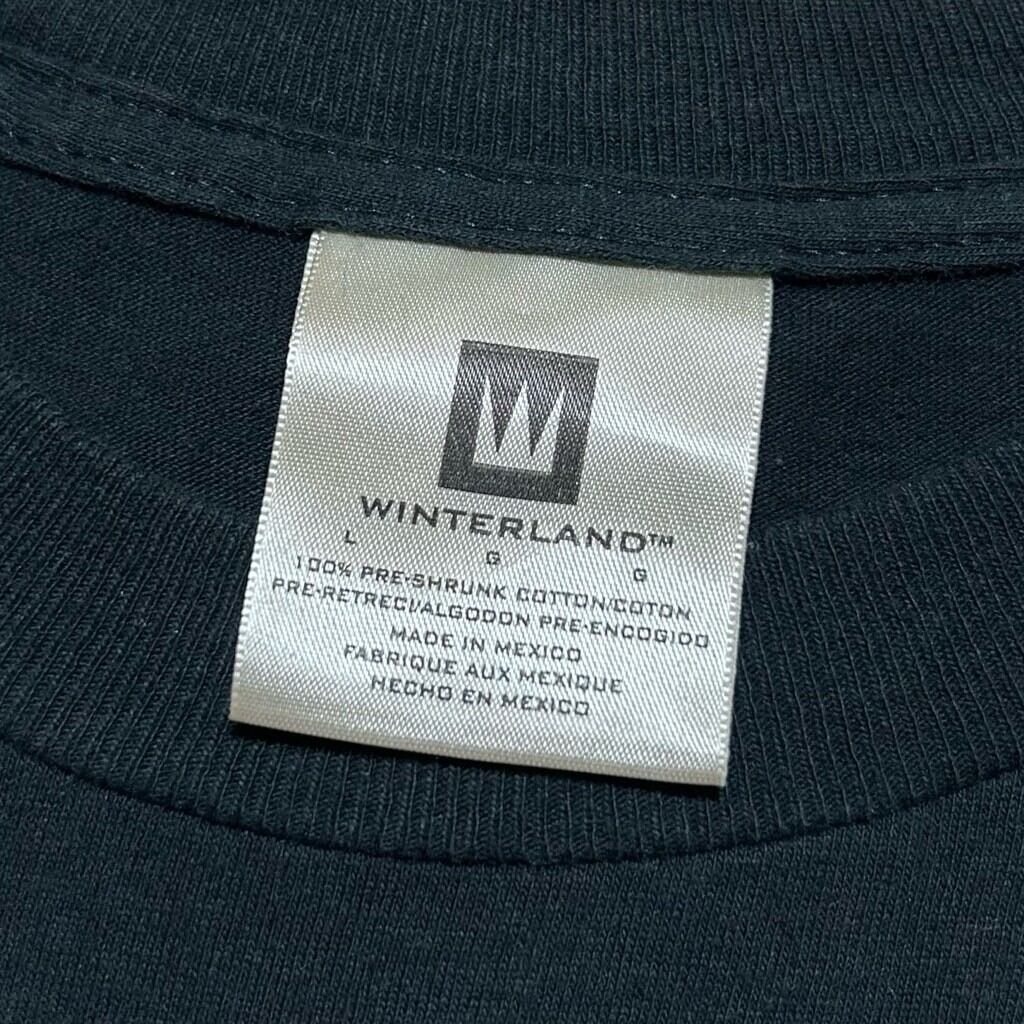 W
WINTERLAND™
L G G
100% PRE-SHRUNK COTTON/COTON
PRE-RETRECI/ALGODON PRE-ENCOGIDO
MADE IN MEXICO
FABRIQUE AUX MEXIQUE
HECHO EN MEXICO